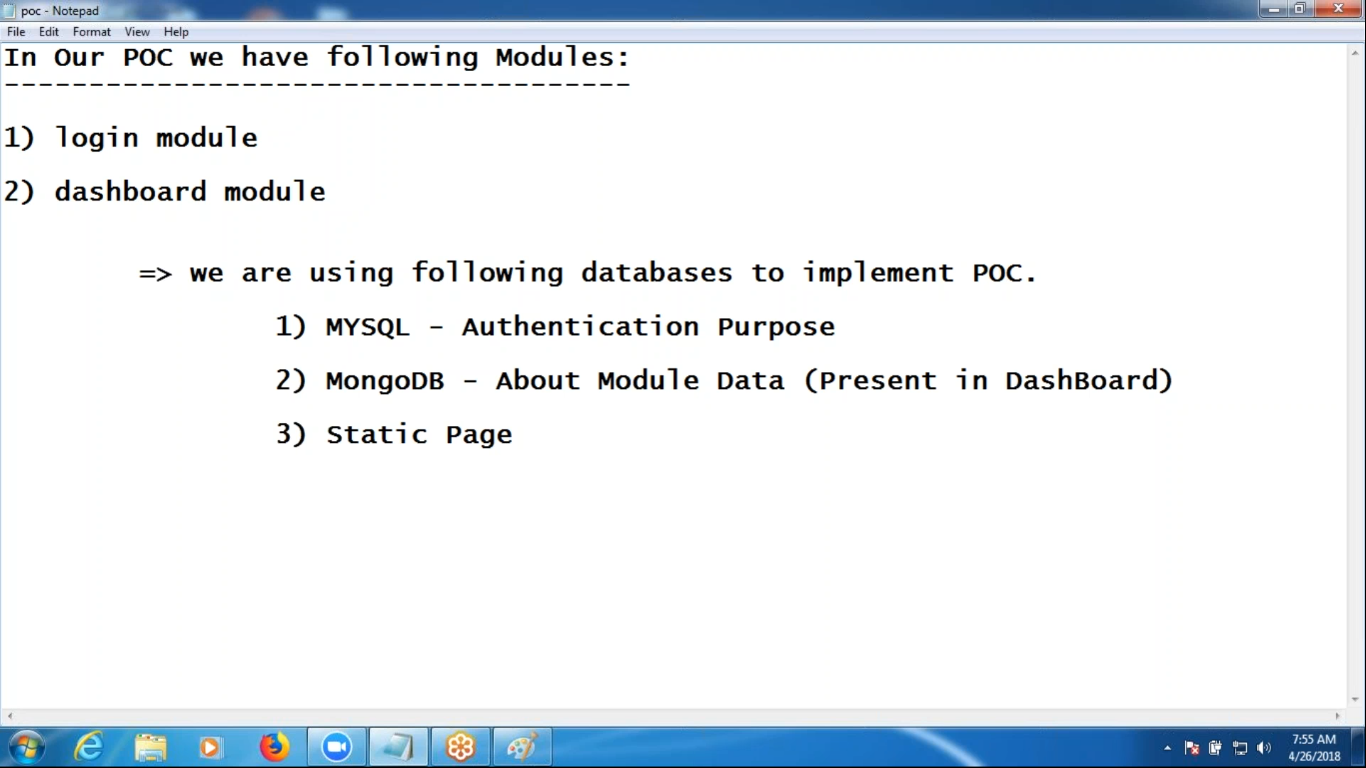 poc - Notepad
File Edit Format View Help
In Our POC we have following Modules:
-------------------------------------
1) login module
2) dashboard module
=> we are using following databases to implement POC.
1) MYSQL - Authentication Purpose
2) MongoDB - About Module Data (Present in DashBoard)
3) Static Page
7:55 AM
4/26/2018